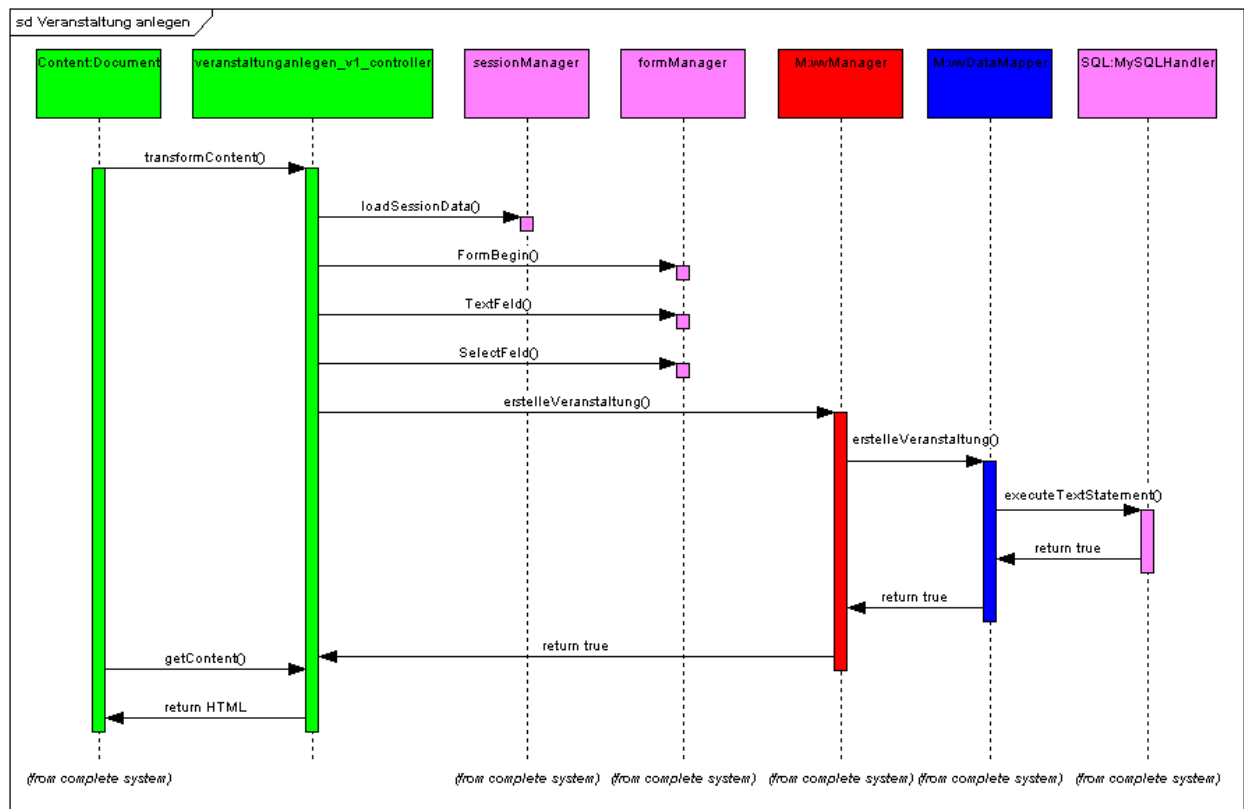 sd Veranstaltung anlegen
Content:Document
veranstaltunganlegen_v1_controller
sessionManager
formManager
M:vvManager
M:vvDataMapper
SQL:MySQLHandler
transformContent()
loadSessionData()
FormBegin()
TextFeld()
SelectFeld()
erstelleVeranstaltung()
erstelleVeranstaltung()
executeTextStatement()
return true
return true
return true
getContent()
return HTML
(from complete system)
(from complete system)
(from complete system)
(from complete system)
(from complete system)
(from complete system)